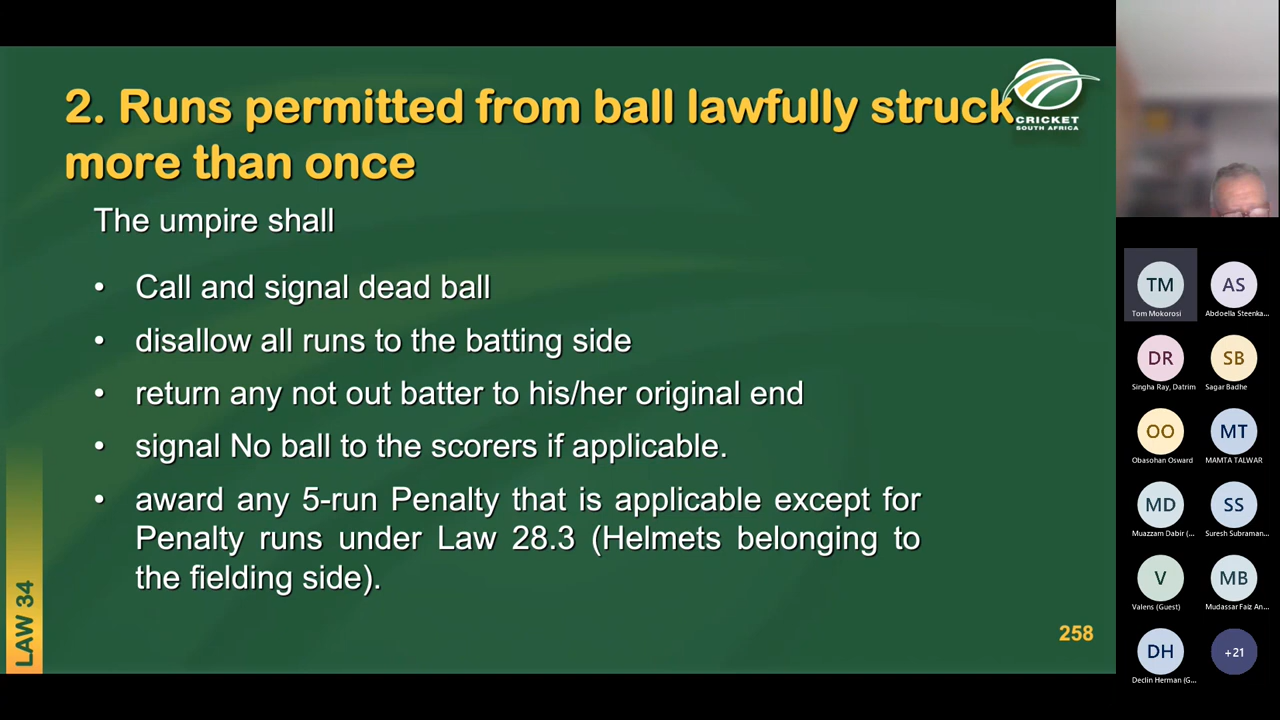 2. Runs permitted from ball lawfully struck
more than once
CRICKET
SOUTH AFRICA
The umpire shall
• Call and signal dead ball
• disallow all runs to the batting side
• return any not out batter to his/her original end
• signal No ball to the scorers if applicable.
• award any 5-run Penalty that is applicable except for
Penalty runs under Law 28.3 (Helmets belonging to
the fielding side).
LAW 34
258
TM
AS
Tom Mokorosi
Abdoella Steenka...
DR
SB
Singha Ray, Datrim
Sagar Badhe
OO
MT
Obasohan Osward
MAMTA TALWAR
MD
SS
Muazzam Dabir (...
Suresh Subraman...
V
MB
Valens (Guest)
Mudassar Faiz An...
DH
+21
Declin Herman (G...